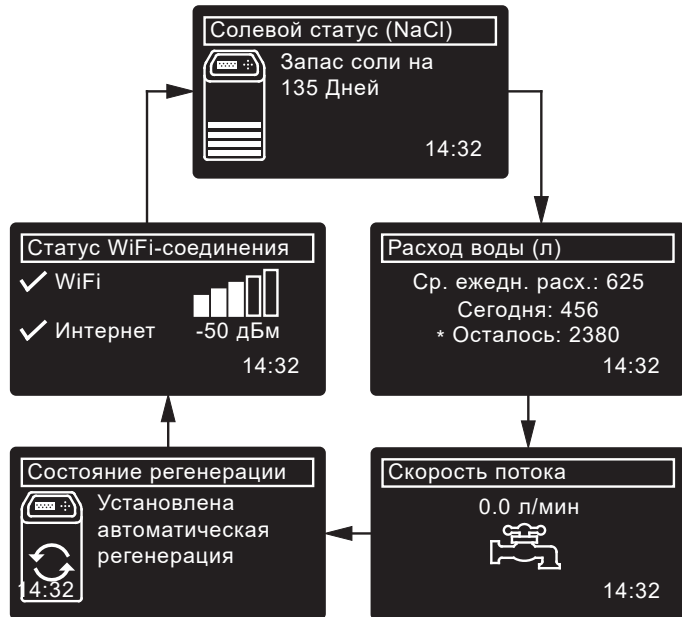 Солевой статус (NaCl)
Запас соли на
135 Дней
14:32
Расход воды (л)
Ср. ежедн. расх.: 625
Сегодня: 456
* Осталось: 2380
14:32
Скорость потока
0.0 л/мин
14:32
Состояние регенерации
Установлена
автоматическая
регенерация
14:32
Статус WiFi-соединения
WiFi
Интернет -50 дБм
14:32